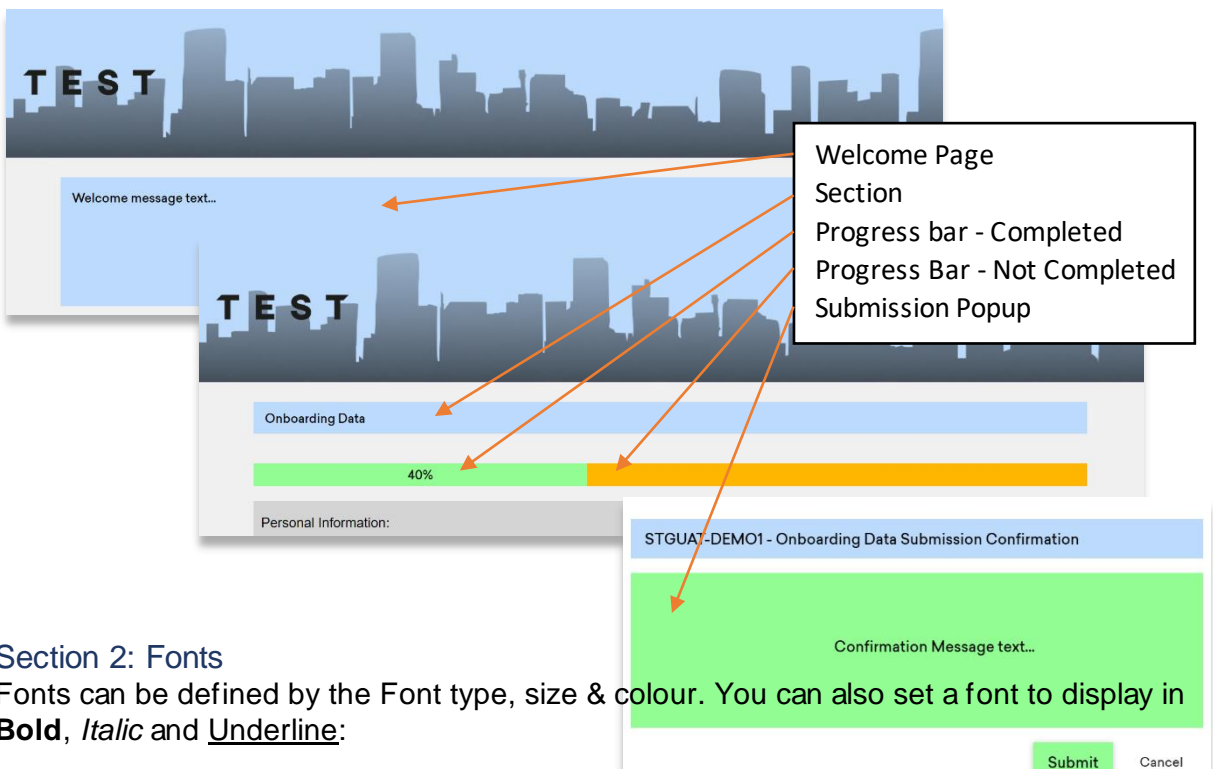 TEST
Welcome message text...
Welcome Page
Section
Progress bar - Completed
Progress Bar - Not Completed
Submission Popup
TEST
Onboarding Data
40%
Personal Information:
STGUAT-DEMO1 - Onboarding Data Submission Confirmation
Confirmation Message text...
Submit Cancel
Section 2: Fonts
Fonts can be defined by the Font type, size & colour. You can also set a font to display in
Bold, Italic and Underline: